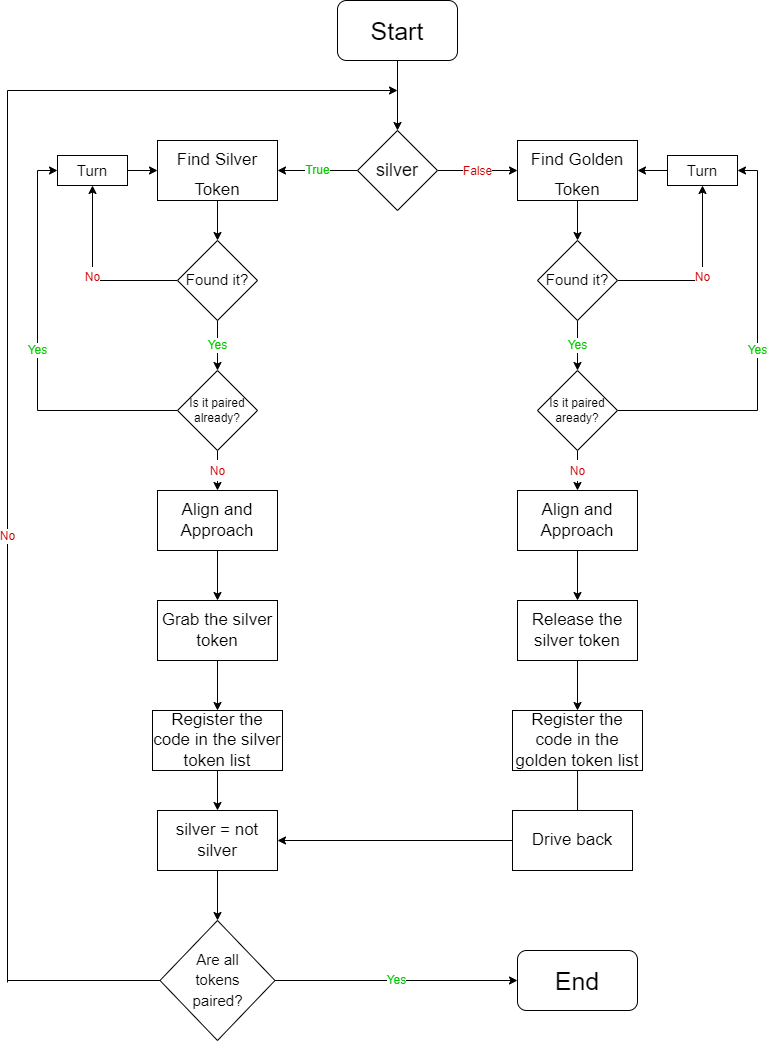 Start
silver
True
False
Turn
Find Silver
Token
Find Golden
Token
Turn
Found it?
No
Found it?
No
Yes
Yes
Yes
Yes
Is it paired
already?
Is it paired
aready?
No
No
Align and
Approach
Align and
Approach
No
Grab the silver
token
Release the
silver token
Register the
code in the silver
token list
Register the
code in the
golden token list
silver = not
silver
Drive back
Are all
tokens
paired?
Yes
End